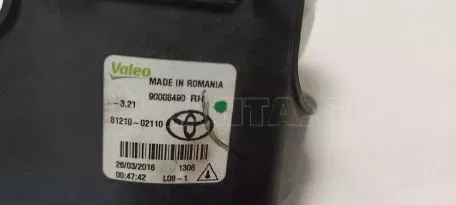 Valeo
MADE IN ROMANIA
90008490 RH
-3.21
81210-02110
26/03/2016 1306
00:47:42 L08-1